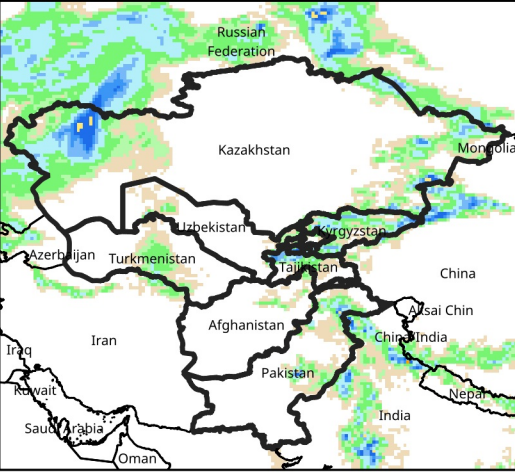 Russian
Federation
Kazakhstan
Mongolia
Uzbekistan
Kyrgyzstan
Azerbaijan
Turkmenistan
Tajikistan
China
Afghanistan
Aksai Chin
Iran
China/India
Iraq
Pakistan
Kuwait
Nepal
Saudi Arabia
India
Oman